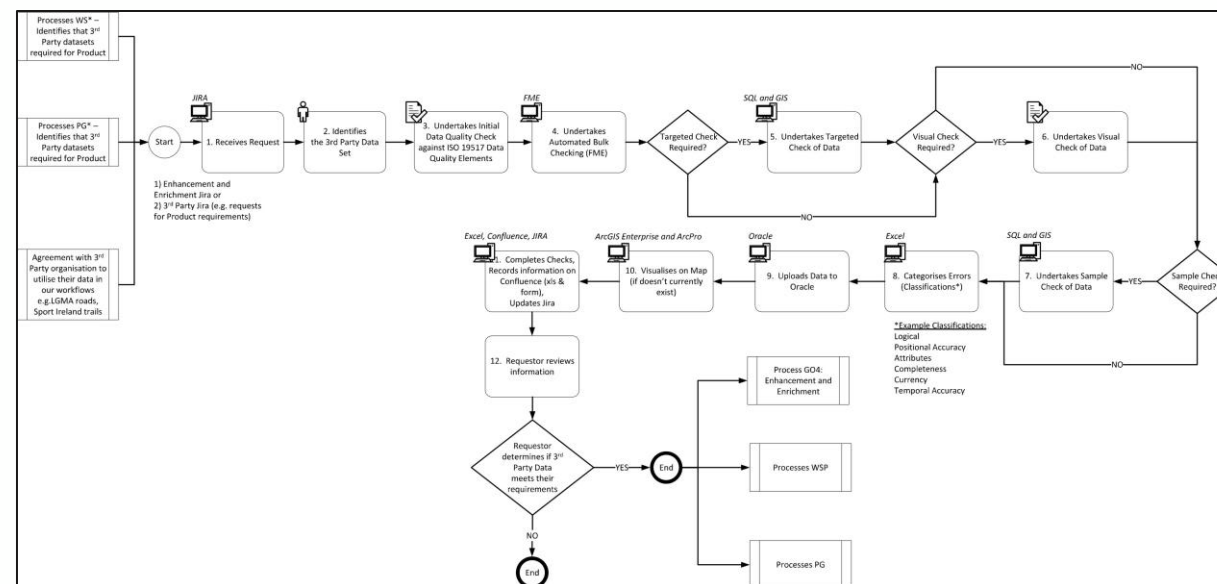 Processes WS* –
Identifies that 3rd
Party datasets
required for Product
Processes PG* –
Identifies that 3rd
Party datasets
required for Product
Agreement with 3rd
Party organisation to
utilise their data in
our workflows
e.g.LGMA roads,
Sport Ireland trails
Start
JIRA
1. Receives Request
1) Enhancement and
Enrichment Jira or
2) 3rd Party Jira (e.g. requests
for Product requirements)
2. Identifies
the 3rd Party Data
Set
3. Undertakes Initial
Data Quality Check
against ISO 19517 Data
Quality Elements
FME
4. Undertakes
Automated Bulk
Checking (FME)
Targeted Check
Required?
YES
NO
SQL and GIS
5. Undertakes Targeted
Check of Data
Visual Check
Required?
YES
NO
6. Undertakes Visual
Check of Data
Sample Check
Required?
YES
NO
SQL and GIS
7. Undertakes Sample
Check of Data
Excel
8. Categorises Errors
(Classifications*)
*Example Classifications:
Logical
Positional Accuracy
Attributes
Completeness
Currency
Temporal Accuracy
Oracle
9. Uploads Data to
Oracle
ArcGIS Enterprise and ArcPro
10. Visualises on Map
(if doesn't currently
exist)
Excel, Confluence, JIRA
1. Completes Checks,
Records information on
Confluence (xls &
form),
Updates Jira
12. Requestor reviews
information
Requestor
determines if 3rd
Party Data
meets their
requirements
YES
End
NO
End
Process GO4:
Enhancement and
Enrichment
Processes WSP
Processes PG